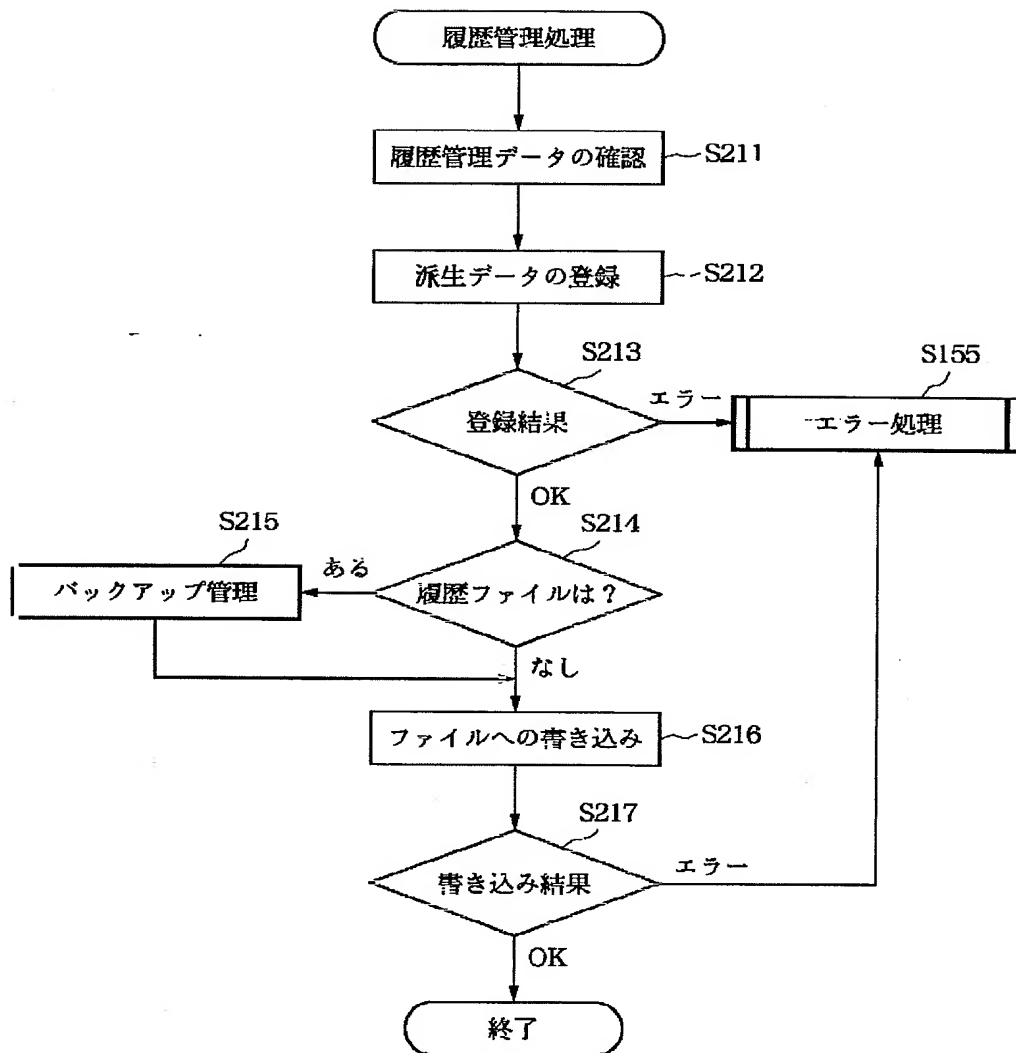 履歴管理処理
履歴管理データの確認
S211
派生データの登録
S212
S213
登録結果
エラー
S155
エラー処理
OK
S214
履歴ファイルは？
ある
S215
バックアップ管理
なし
ファイルへの書き込み
S216
S217
書き込み結果
エラー
OK
終了